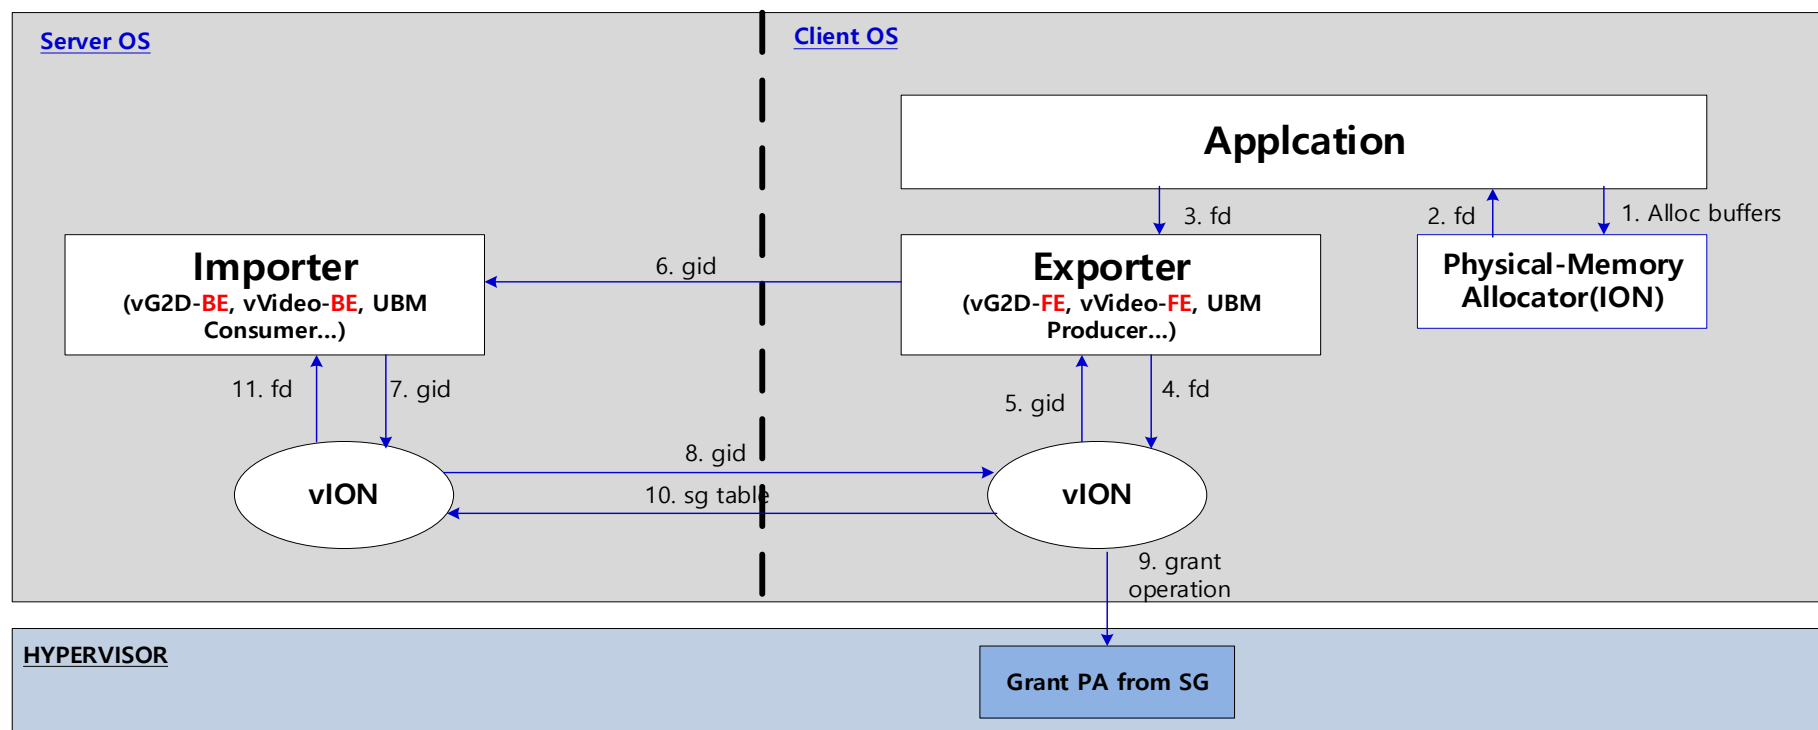 Server OS
Client OS
Applcation
3. fd
2. fd
1. Alloc buffers
Importer
(vG2D-BE, vVideo-BE, UBM
Consumer...)
6. gid
Exporter
(vG2D-FE, vVideo-FE, UBM
Producer...)
Physical-Memory
Allocator(ION)
11. fd
7. gid
5. gid
4. fd
8. gid
vION
10. sg table
vION
9. grant
operation
HYPERVISOR
Grant PA from SG